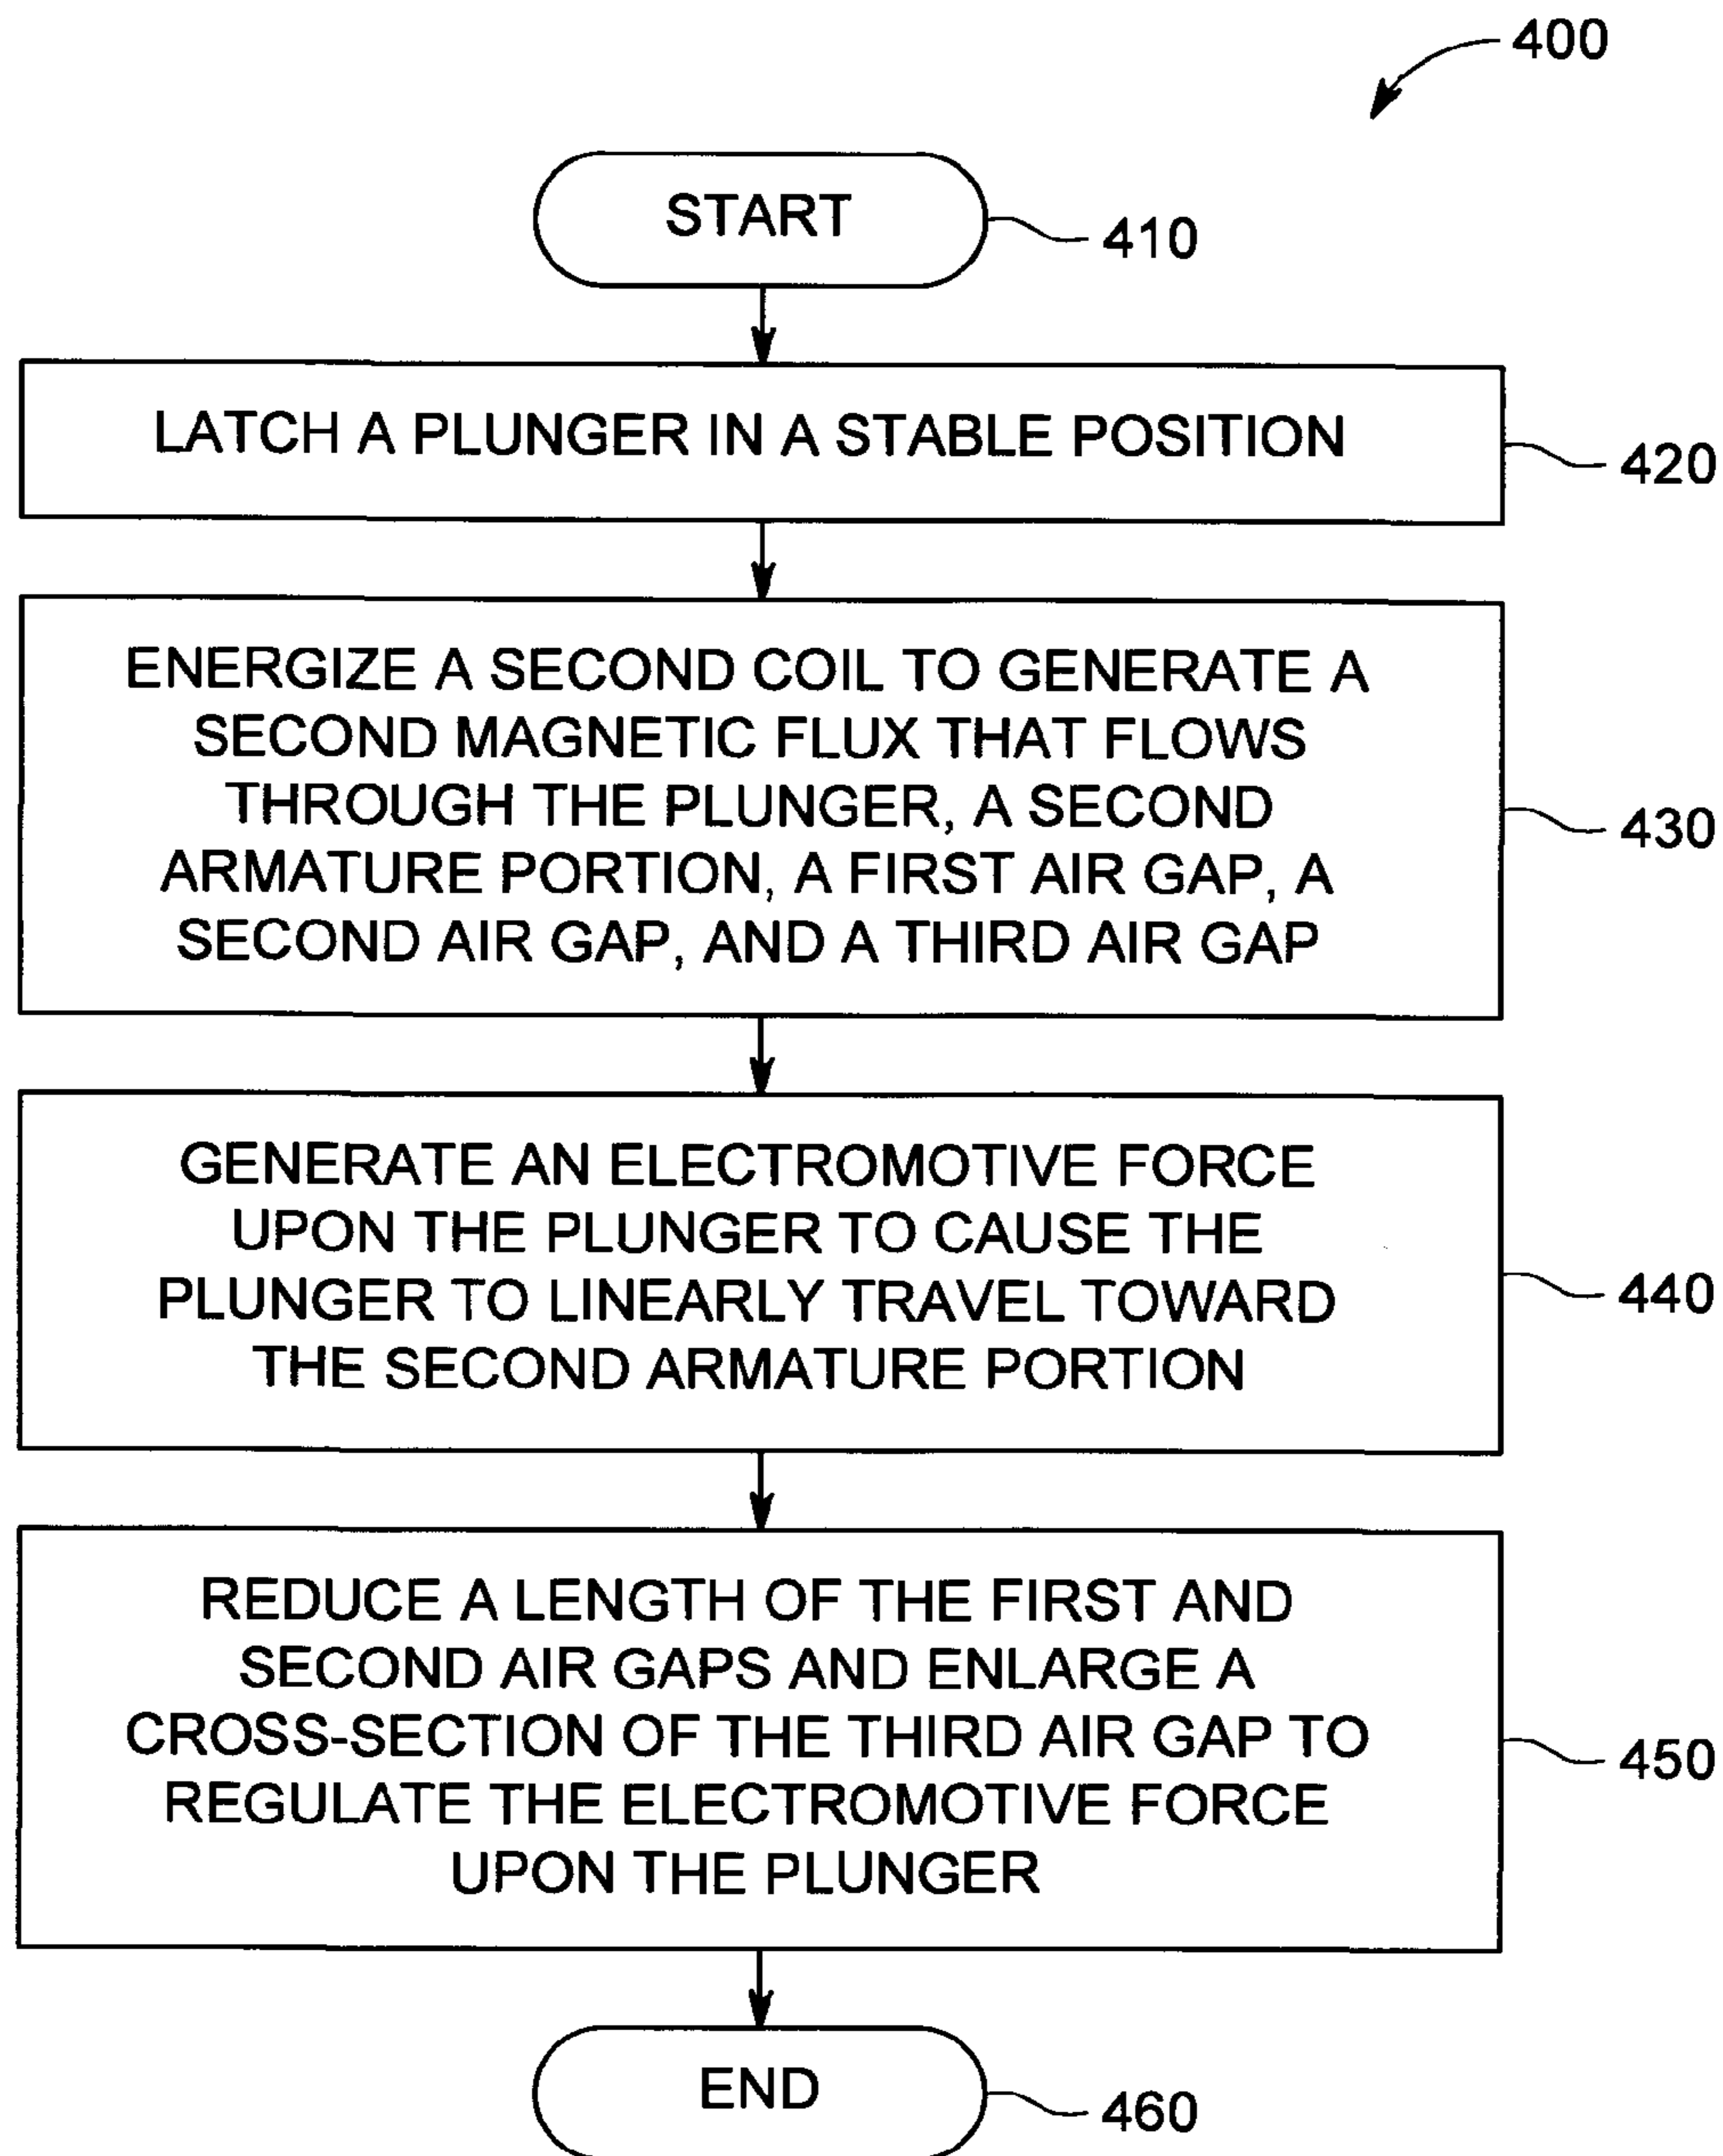 400
START
410
LATCH A PLUNGER IN A STABLE POSITION
420
ENERGIZE A SECOND COIL TO GENERATE A
SECOND MAGNETIC FLUX THAT FLOWS
THROUGH THE PLUNGER, A SECOND
ARMATURE PORTION, A FIRST AIR GAP, A
SECOND AIR GAP, AND A THIRD AIR GAP
430
GENERATE AN ELECTROMOTIVE FORCE
UPON THE PLUNGER TO CAUSE THE
PLUNGER TO LINEARLY TRAVEL TOWARD
THE SECOND ARMATURE PORTION
440
REDUCE A LENGTH OF THE FIRST AND
SECOND AIR GAPS AND ENLARGE A
CROSS-SECTION OF THE THIRD AIR GAP TO
REGULATE THE ELECTROMOTIVE FORCE
UPON THE PLUNGER
450
END
460